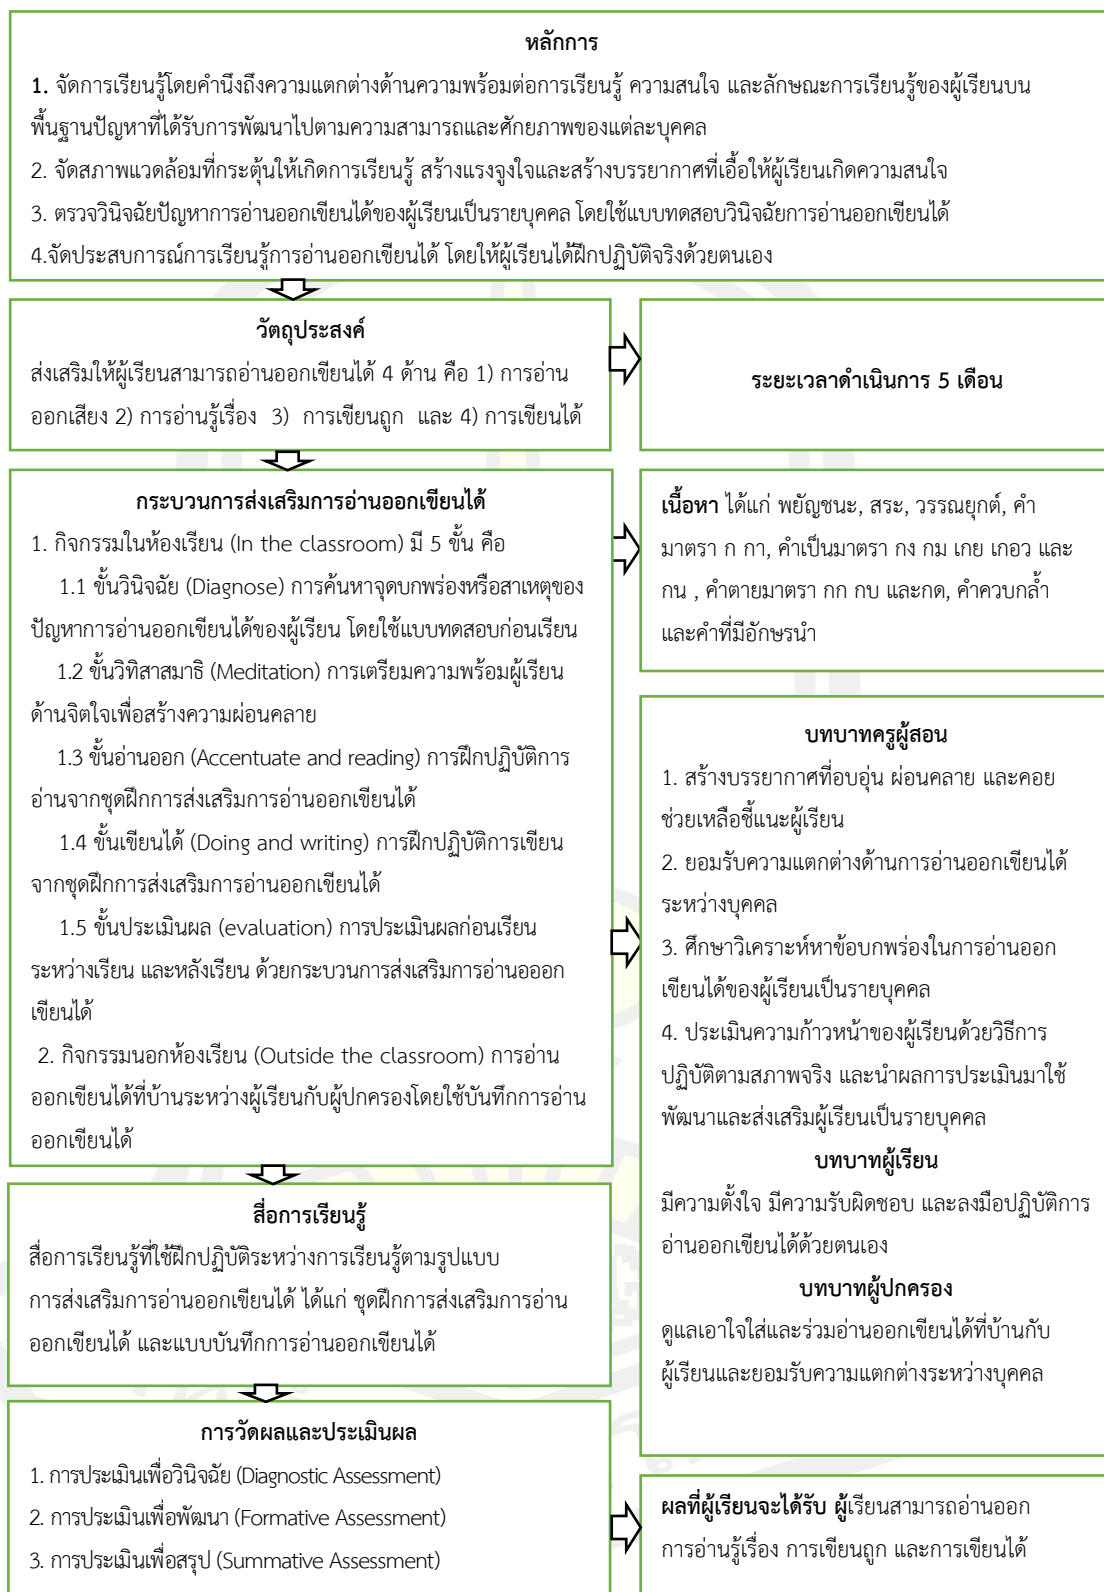 หลักการ
1. จัดการเรียนรู้โดยคำนึงถึงความแตกต่างด้านความพร้อมต่อการเรียนรู้ ความสนใจ และลักษณะการเรียนรู้ของผู้เรียนบน
พื้นฐานปัญหาที่ได้รับการพัฒนาไปตามความสามารถและศักยภาพของแต่ละบุคคล
2. จัดสภาพแวดล้อมที่กระตุ้นให้เกิดการเรียนรู้ สร้างแรงจูงใจและสร้างบรรยากาศที่เอื้อให้ผู้เรียนเกิดความสนใจ
3. ตรวจวินิจฉัยปัญหาการอ่านออกเขียนได้ของผู้เรียนเป็นรายบุคคล โดยใช้แบบทดสอบวินิจฉัยการอ่านออกเขียนได้
4.จัดประสบการณ์การเรียนรู้การอ่านออกเขียนได้ โดยให้ผู้เรียนได้ฝึกปฏิบัติจริงด้วยตนเอง
วัตถุประสงค์
ส่งเสริมให้ผู้เรียนสามารถอ่านออกเขียนได้ 4 ด้าน คือ 1) การอ่าน
ออกเสียง 2) การอ่านรู้เรื่อง 3) การเขียนถูก และ 4) การเขียนได้
ระยะเวลาดำเนินการ 5 เดือน
กระบวนการส่งเสริมการอ่านออกเขียนได้
1. กิจกรรมในห้องเรียน (In the classroom) มี 5 ขั้น คือ
1.1 ขั้นวินิจฉัย (Diagnose) การค้นหาจุดบกพร่องหรือสาเหตุของ
ปัญหาการอ่านออกเขียนได้ของผู้เรียน โดยใช้แบบทดสอบก่อนเรียน
1.2 ขั้นวิทิสาสมาธิ (Meditation) การเตรียมความพร้อมผู้เรียน
ด้านจิตใจเพื่อสร้างความผ่อนคลาย
1.3 ขั้นอ่านออก (Accentuate and reading) การฝึกปฏิบัติการ
อ่านจากชุดฝึกการส่งเสริมการอ่านออกเขียนได้
1.4 ขั้นเขียนได้ (Doing and writing) การฝึกปฏิบัติการเขียน
จากชุดฝึกการส่งเสริมการอ่านออกเขียนได้
1.5 ขั้นประเมินผล (evaluation) การประเมินผลก่อนเรียน
ระหว่างเรียน และหลังเรียน ด้วยกระบวนการส่งเสริมการอ่านอออก
เขียนได้
2. กิจกรรมนอกห้องเรียน (Outside the classroom) การอ่าน
ออกเขียนได้ที่บ้านระหว่างผู้เรียนกับผู้ปกครองโดยใช้บันทึกการอ่าน
ออกเขียนได้
เนื้อหา ได้แก่ พยัญชนะ, สระ, วรรณยุกต์, คำ
มาตรา ก กา, คำเป็นมาตรา กง กม เกย เกอว และ
กน , คำตายมาตรา กก กบ และกด, คำควบกล้ำ
และคำที่มีอักษรนำ
บทบาทครูผู้สอน
1. สร้างบรรยากาศที่อบอุ่น ผ่อนคลาย และคอย
ช่วยเหลือชี้แนะผู้เรียน
2. ยอมรับความแตกต่างด้านการอ่านออกเขียนได้
ระหว่างบุคคล
3. ศึกษาวิเคราะห์หาข้อบกพร่องในการอ่านออก
เขียนได้ของผู้เรียนเป็นรายบุคคล
4. ประเมินความก้าวหน้าของผู้เรียนด้วยวิธีการ
ปฏิบัติตามสภาพจริง และนำผลการประเมินมาใช้
พัฒนาและส่งเสริมผู้เรียนเป็นรายบุคคล
บทบาทผู้เรียน
มีความตั้งใจ มีความรับผิดชอบ และลงมือปฏิบัติการ
อ่านออกเขียนได้ด้วยตนเอง
บทบาทผู้ปกครอง
ดูแลเอาใจใส่และร่วมอ่านออกเขียนได้ที่บ้านกับ
ผู้เรียนและยอมรับความแตกต่างระหว่างบุคคล
สื่อการเรียนรู้
สื่อการเรียนรู้ที่ใช้ฝึกปฏิบัติระหว่างการเรียนรู้ตามรูปแบบ
การส่งเสริมการอ่านออกเขียนได้ ได้แก่ ชุดฝึกการส่งเสริมการอ่าน
ออกเขียนได้ และแบบบันทึกการอ่านออกเขียนได้
การวัดผลและประเมินผล
1. การประเมินเพื่อวินิจฉัย (Diagnostic Assessment)
2. การประเมินเพื่อพัฒนา (Formative Assessment)
3. การประเมินเพื่อสรุป (Summative Assessment)
ผลที่ผู้เรียนจะได้รับ ผู้เรียนสามารถอ่านออก
การอ่านรู้เรื่อง การเขียนถูก และการเขียนได้